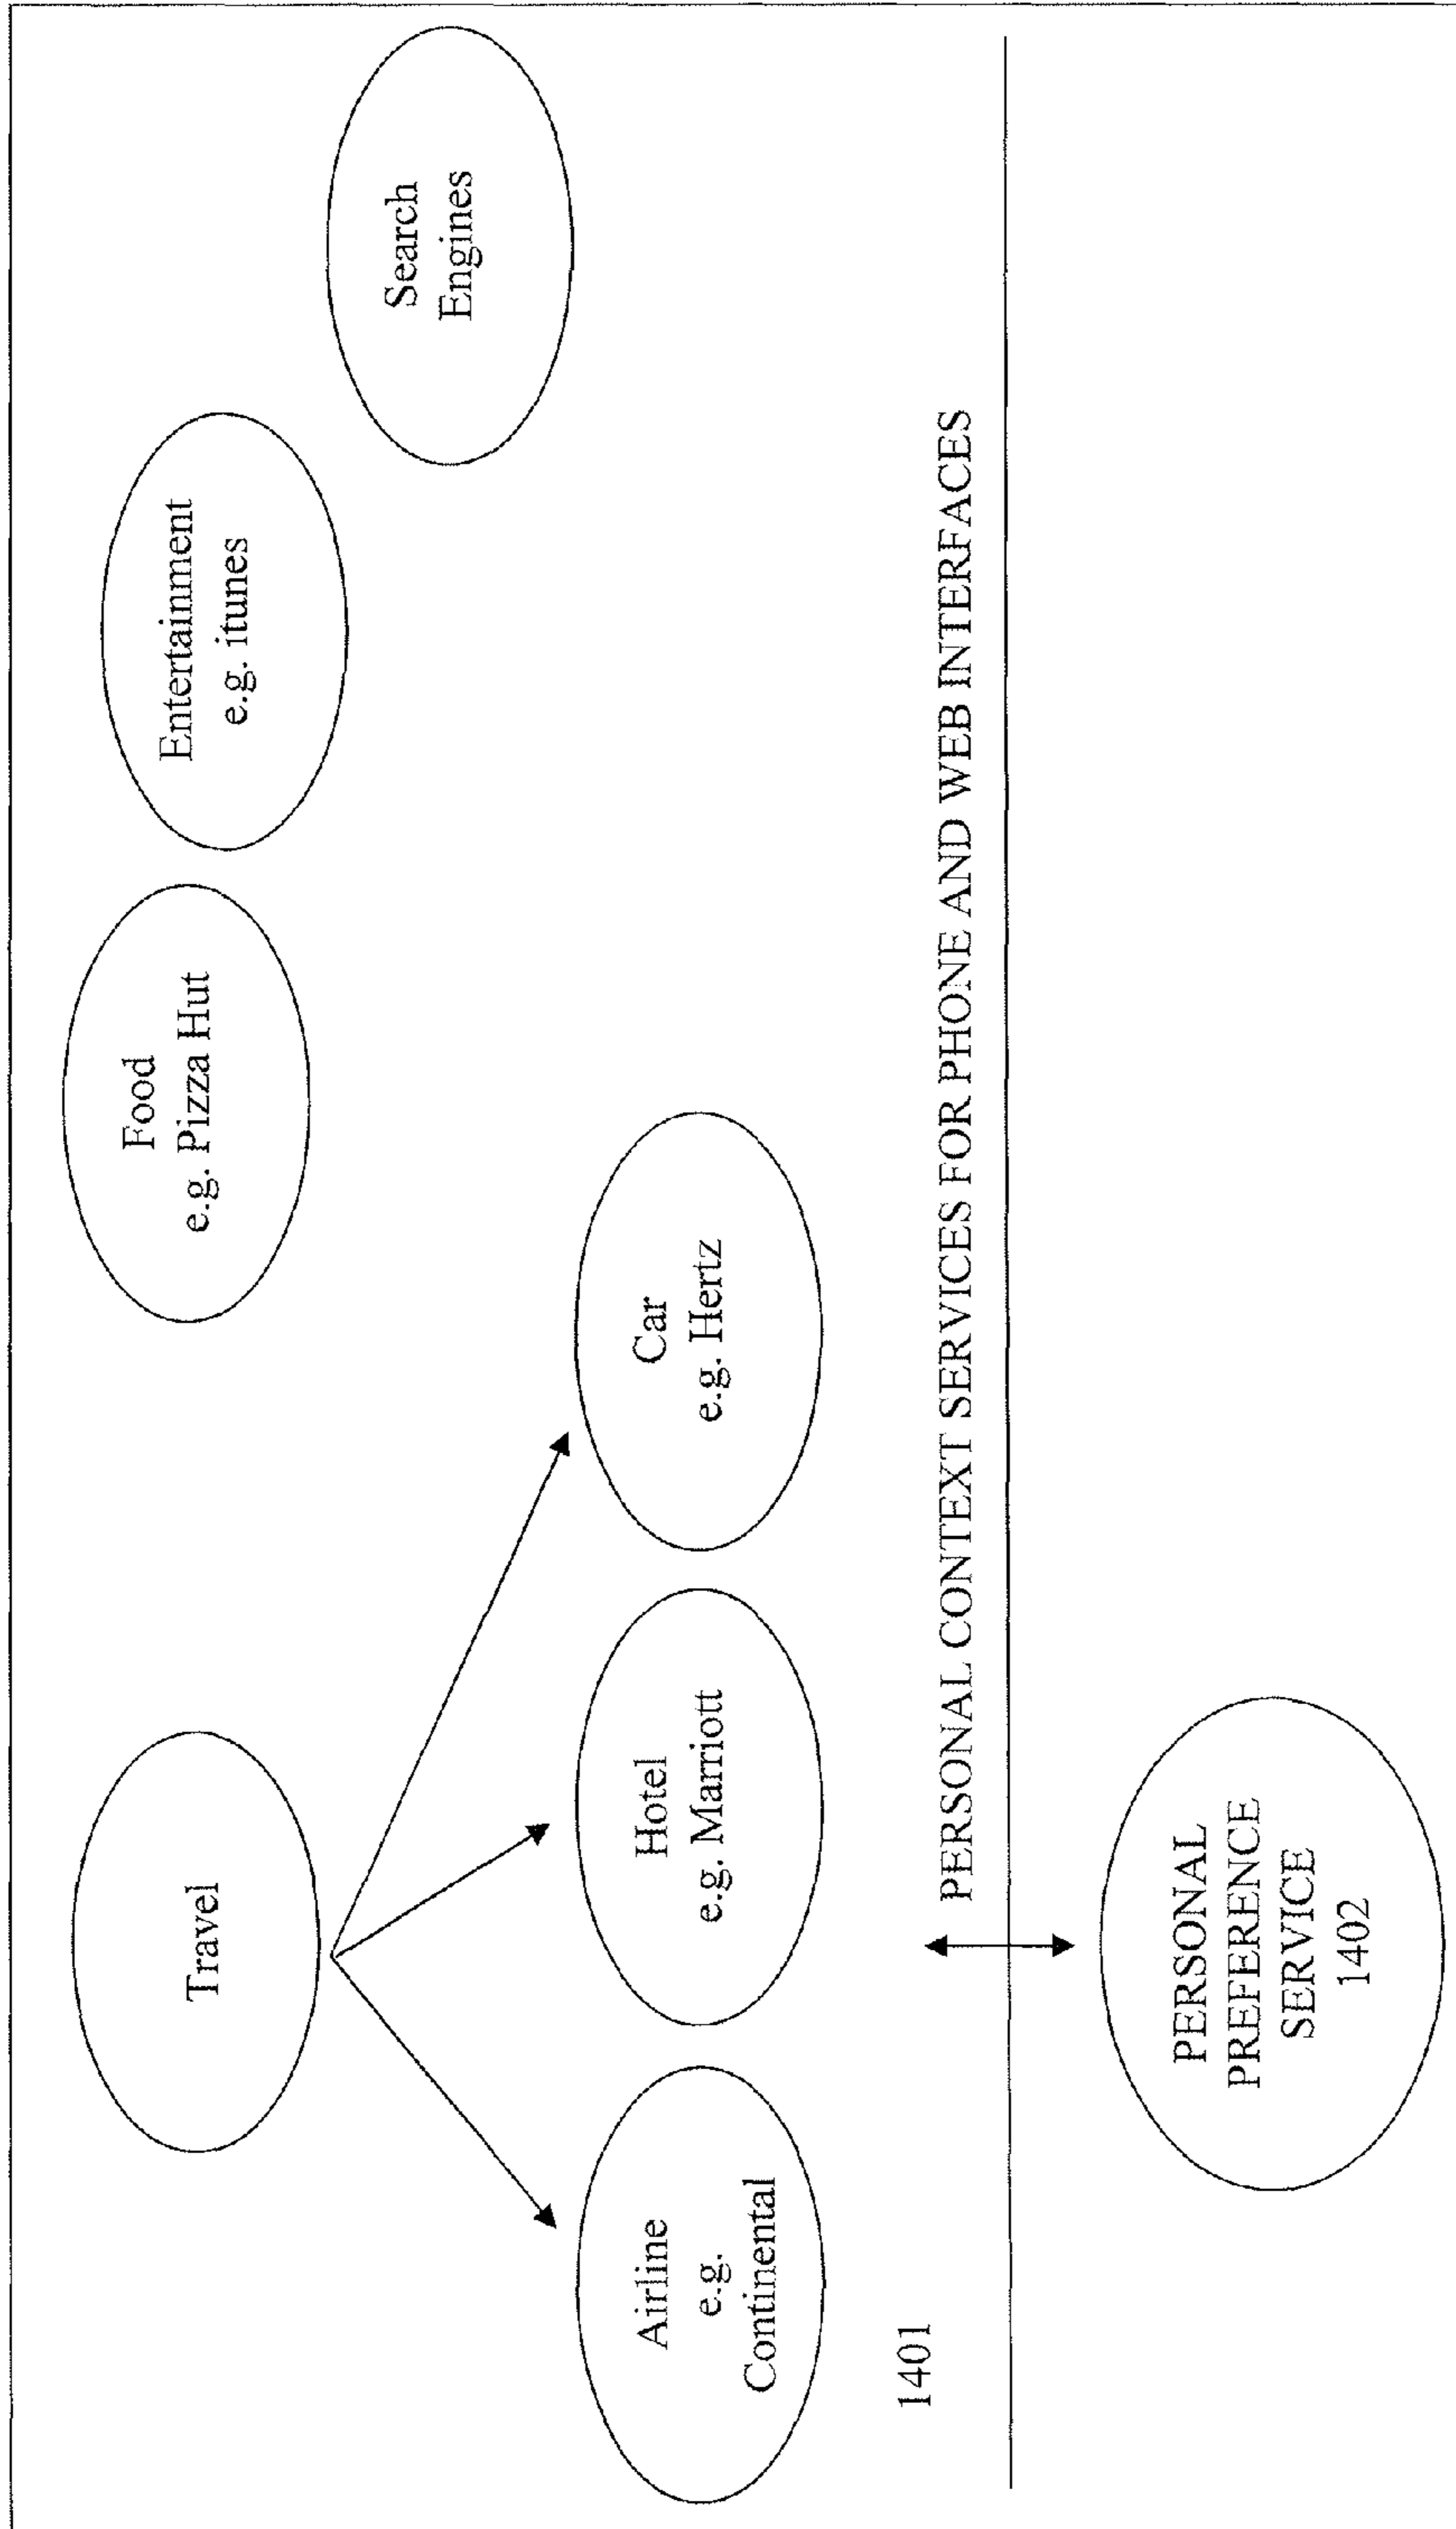 Travel
Food
e.g. Pizza Hut
Entertainment
e.g. itunes
Search
Engines
Airline
e.g.
Continental
Hotel
e.g. Marriott
Car
e.g. Hertz
1401
PERSONAL CONTEXT SERVICES FOR PHONE AND WEB INTERFACES
PERSONAL
PREFERENCE
SERVICE
1402